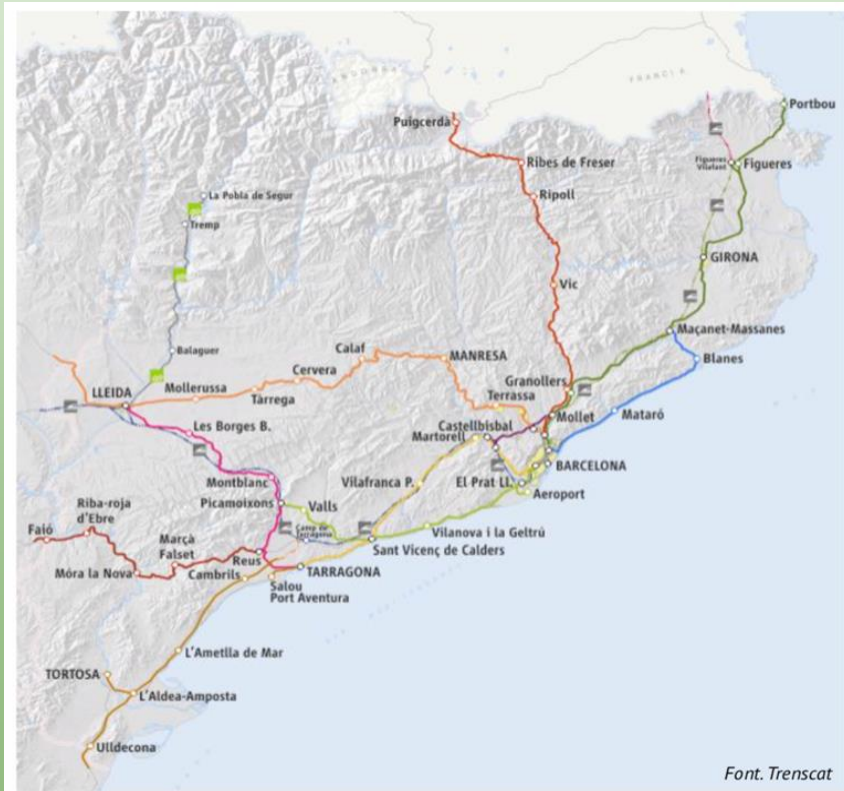 ANDORRA
FRANCIA
Portbou
Puigcerdà
Ribes de Freser
Figueres
Vilafant
Figueres
La Pobla de Segur
Ripoll
Tremp
GIRONA
Vic
Maçanet-Massanes
Balaguer
Calaf
MANRESA
Blanes
Cervera
Granollers
LLEIDA
Mollerussa
Tàrrega
Terrassa
Mataró
Mollet
Les Borges B.
Castellbisbal
Martorell
BARCELONA
Montblanc
Vilafranca P.
El Prat Ll.
Aeroport
Picamoixons
Valls
Riba-roja
d'Ebre
Faió
Camp de
Tarragona
Vilanova i la Geltrú
Marçà
Falset
Sant Vicenç de Calders
Reus
Móra la Nova
Cambrils
TARRAGONA
Salou
Port Aventura
L'Ametlla de Mar
TORTOSA
L'Aldea-Amposta
Ulldecona
Font. Trenscat